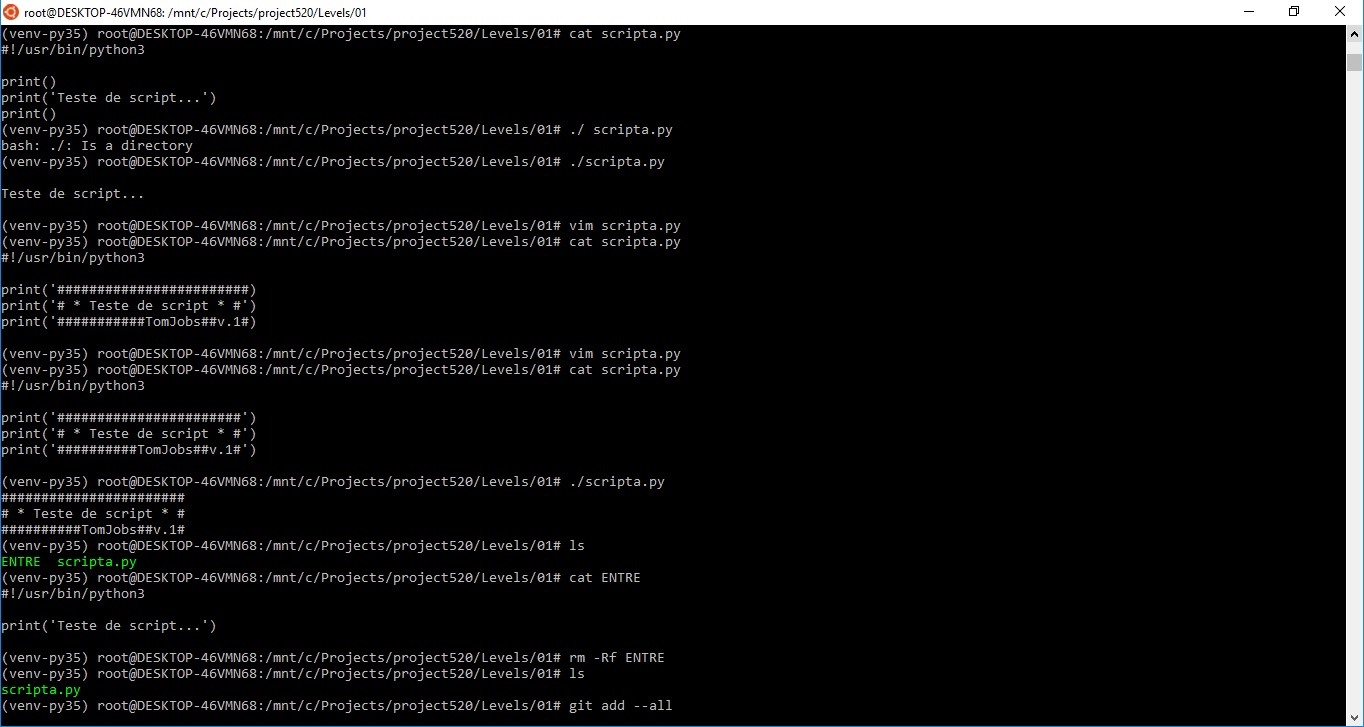 root@DESKTOP-46VMN68: /mnt/c/Projects/project520/Levels/01
(venv-py35) root@DESKTOP-46VMN68:/mnt/c/Projects/project520/Levels/01# cat scripta.py
#!/usr/bin/python3
print()
print('Teste de script...')
print()
(venv-py35) root@DESKTOP-46VMN68:/mnt/c/Projects/project520/Levels/01# ./ scripta.py
bash: ./: Is a directory
(venv-py35) root@DESKTOP-46VMN68:/mnt/c/Projects/project520/Levels/01# ./scripta.py
Teste de script...
(venv-py35) root@DESKTOP-46VMN68:/mnt/c/Projects/project520/Levels/01# vim scripta.py
(venv-py35) root@DESKTOP-46VMN68:/mnt/c/Projects/project520/Levels/01# cat scripta.py
#!/usr/bin/python3
print('########################)
print('# * Teste de script * #')
print('###########TomJobs##v.1#)
(venv-py35) root@DESKTOP-46VMN68:/mnt/c/Projects/project520/Levels/01# vim scripta.py
(venv-py35) root@DESKTOP-46VMN68:/mnt/c/Projects/project520/Levels/01# cat scripta.py
#!/usr/bin/python3
print('#######################')
print('# * Teste de script * #')
print('##########TomJobs##v.1#')
(venv-py35) root@DESKTOP-46VMN68:/mnt/c/Projects/project520/Levels/01# ./scripta.py
#######################
# * Teste de script * #
##########TomJobs##v.1#
(venv-py35) root@DESKTOP-46VMN68:/mnt/c/Projects/project520/Levels/01# ls
ENTRE  scripta.py
(venv-py35) root@DESKTOP-46VMN68:/mnt/c/Projects/project520/Levels/01# cat ENTRE
#!/usr/bin/python3
print('Teste de script...')
(venv-py35) root@DESKTOP-46VMN68:/mnt/c/Projects/project520/Levels/01# rm -Rf ENTRE
(venv-py35) root@DESKTOP-46VMN68:/mnt/c/Projects/project520/Levels/01# ls
scripta.py
(venv-py35) root@DESKTOP-46VMN68:/mnt/c/Projects/project520/Levels/01# git add --all